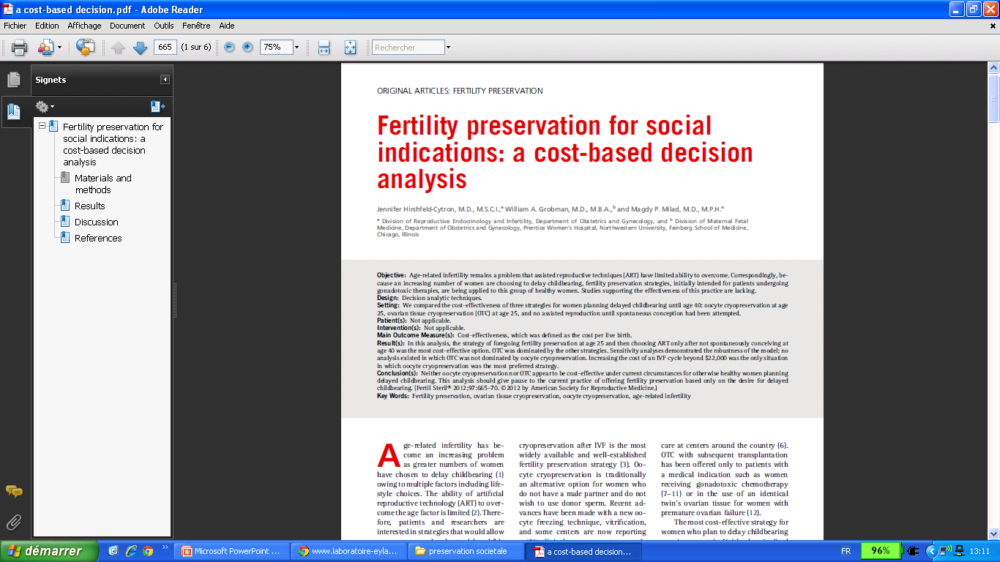 a cost-based decision.pdf - Adobe Reader
Fichier Edition Affichage Document Outils Fenêtre Aide
665 (1 sur 6) 75% Rechercher
Signets
Fertility preservation for
social indications: a
cost-based decision
analysis
Materials and
methods
Results
Discussion
References
ORIGINAL ARTICLES: FERTILITY PRESERVATION
Fertility preservation for social
indications: a cost-based decision
analysis
Jennifer Hirshfeld-Cytron, M.D., M.S.C.I.,a William A. Grobman, M.D., M.B.A.,b and Magdy P. Milad, M.D., M.P.H.a
a Division of Reproductive Endocrinology and Infertility, Department of Obstetrics and Gynecology, and b Division of Maternal Fetal
Medicine, Department of Obstetrics and Gynecology, Prentice Women's Hospital, Northwestern University, Feinberg School of Medicine,
Chicago, Illinois
Objective: Age-related infertility remains a problem that assisted reproductive techniques (ART) have limited ability to overcome. Correspondingly, be-
cause an increasing number of women are choosing to delay childbearing, fertility preservation strategies, initially intended for patients undergoing
gonadotoxic therapies, are being applied to this group of healthy women. Studies supporting the effectiveness of this practice are lacking.
Design: Decision analytic techniques.
Setting: We compared the cost-effectiveness of three strategies for women planning delayed childbearing until age 40: oocyte cryopreservation at age
25, ovarian tissue cryopreservation (OTC) at age 25, and no assisted reproduction until spontaneous conception had been attempted.
Patient(s): Not applicable.
Intervention(s): Not applicable.
Main Outcome Measure(s): Cost-effectiveness, which was defined as the cost per live birth.
Result(s): In this analysis, the strategy of foregoing fertility preservation at age 25 and then choosing ART only after not spontaneously conceiving at
age 40 was the most cost-effective option. OTC was dominated by the other strategies. Sensitivity analyses demonstrated the robustness of the model; no
analysis existed in which OTC was not dominated by oocyte cryopreservation. Increasing the cost of an IVF cycle beyond $22,000 was the only situation
in which oocyte cryopreservation was the most preferred strategy.
Conclusion(s): Neither oocyte cryopreservation nor OTC appear to be cost-effective under current circumstances for otherwise healthy women planning
delayed childbearing. This analysis should give pause to the current practice of offering fertility preservation based only on the desire for delayed
childbearing. (Fertil Steril® 2012;97:665–70. ©2012 by American Society for Reproductive Medicine.)
Key Words: Fertility preservation, ovarian tissue cryopreservation, oocyte cryopreservation, age-related infertility
Age-related infertility has be-
come an increasing problem
as greater numbers of women
have chosen to delay childbearing (1)
owing to multiple factors including life-
style choices. The ability of artificial
reproductive technology (ART) to over-
come the age factor is limited (2). There-
fore, patients and researchers are
interested in strategies that would allow
cryopreservation after IVF is the most
widely available and well-established
fertility preservation strategy (3). Oo-
cyte cryopreservation is traditionally
an alternative option for women who
do not have a male partner and do not
wish to use donor sperm. Recent ad-
vances have been made with a new oo-
cyte freezing technique, vitrification,
and some centers are now reporting
care at centers around the country (6).
OTC with subsequent transplantation
has been offered only to patients with
a medical indication such as women
receiving gonadotoxic chemotherapy
(7–11) or in the use of an identical
twin's ovarian tissue for women with
premature ovarian failure (12).
The most cost-effective strategy for
women who plan to delay childbearing
démarrer Microsoft PowerPoint ... www.laboratoire-eyla... preservation societale a cost-based decision... FR 96% 13:11